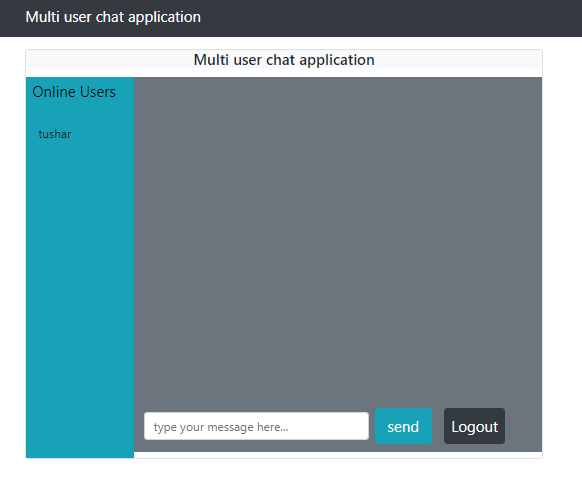 Multi user chat application
Multi user chat application
Online Users
tushar
type your message here...
send
Logout